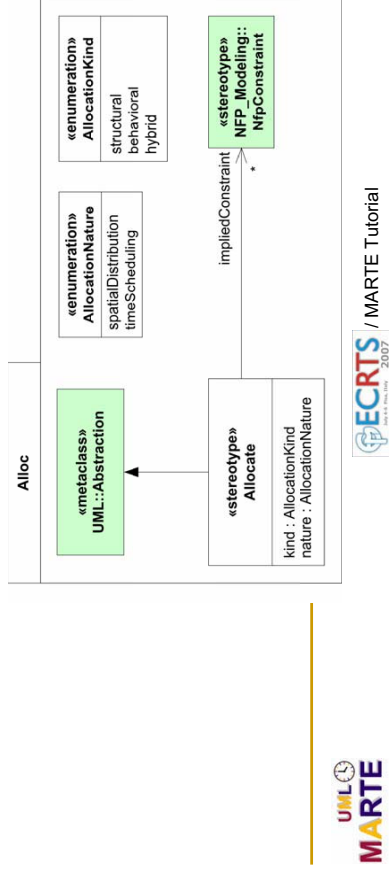 Alloc
«metaclass»
UML::Abstraction
«enumeration»
AllocationNature
spatialDistribution
timeScheduling
«enumeration»
AllocationKind
structural
behavioral
hybrid
«stereotype»
Allocate
kind : AllocationKind
nature : AllocationNature
impliedConstraint
*
«stereotype»
NFP_Modeling::
NfpConstraint
UML
MARTE
ECRTS / MARTE Tutorial
2007